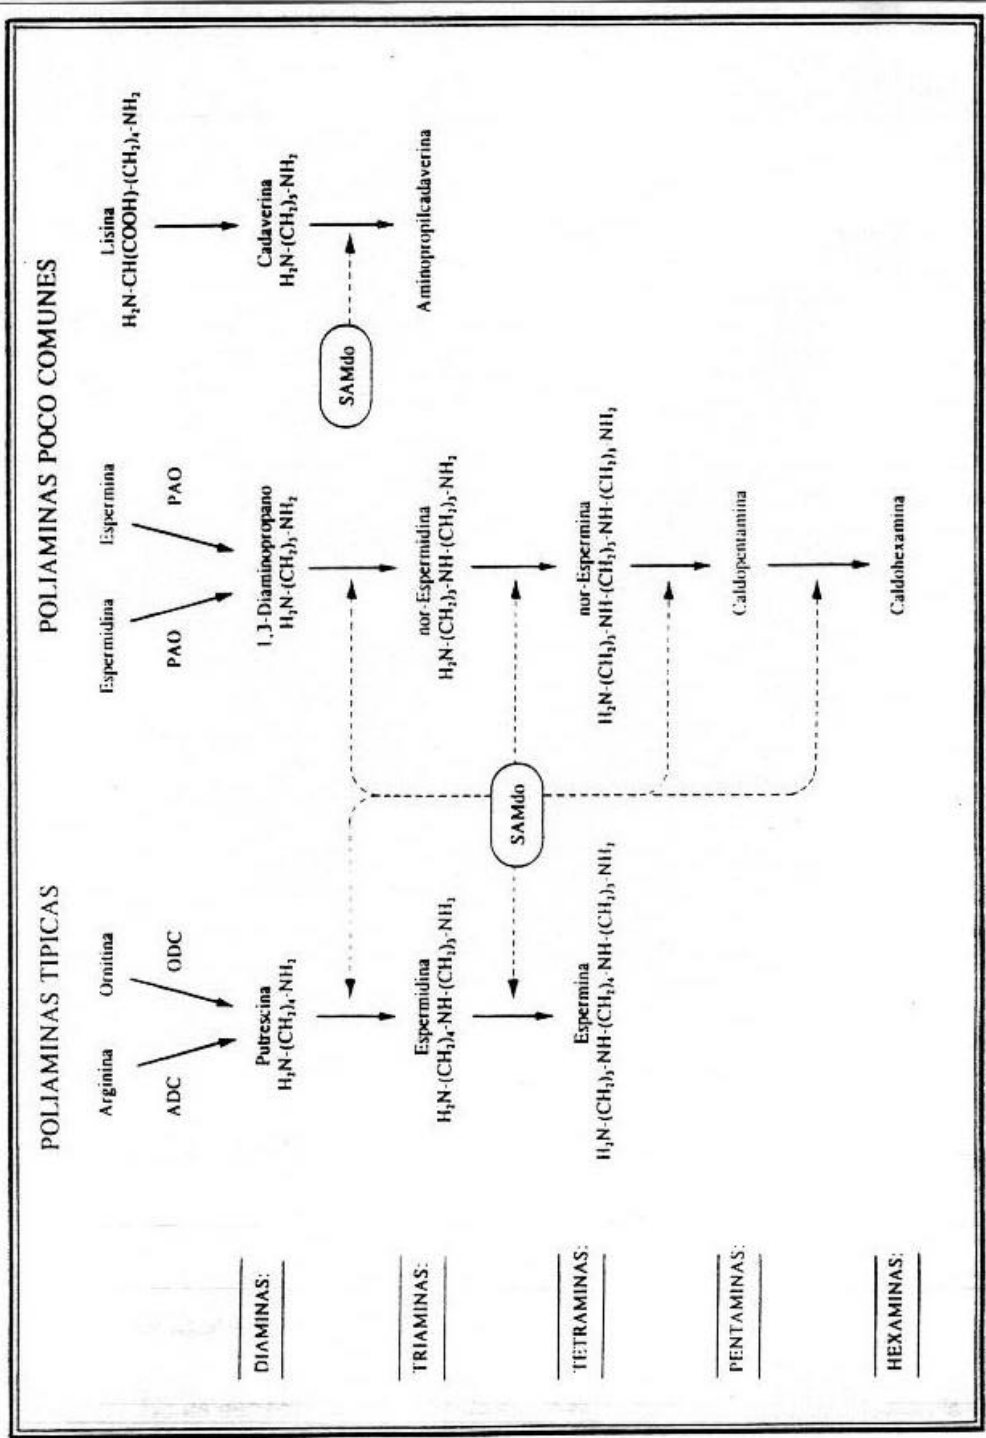 POLIAMINAS TIPICAS
POLIAMINAS POCO COMUNES
Arginina
Ornitina
Espermidina
Espermina
Lisina
H₂N-CH(COOH)-(CH₂)₄-NH₂
ADC
ODC
PAO
PAO
DIAMINAS:
Putrescina
H₂N-(CH₂)₄-NH₂
1,3-Diaminopropano
H₂N-(CH₂)₃-NH₂
Cadaverina
H₂N-(CH₂)₅-NH₂
SAMdo
TRIAMINAS:
Espermidina
H₂N-(CH₂)₄-NH-(CH₂)₃-NH₂
nor-Espermidina
H₂N-(CH₂)₃-NH-(CH₂)₃-NH₂
Aminopropilcadaverina
SAMdo
TETRAMINAS:
Espermina
H₂N-(CH₂)₃-NH-(CH₂)₄-NH-(CH₂)₃-NH₂
nor-Espermina
H₂N-(CH₂)₃-NH-(CH₂)₃-NH-(CH₂)₃-NH₂
PENTAMINAS:
Caldopentamina
HEXAMINAS:
Caldohexamina